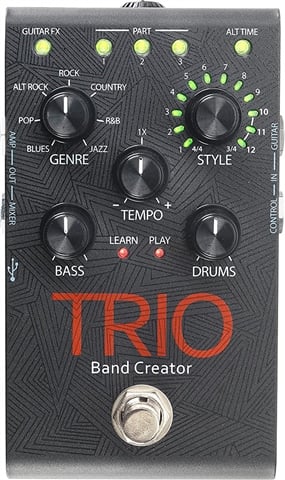 GUITAR FX
PART
ALT TIME
1 2 3
ROCK
ALT ROCK
COUNTRY
POP
R&B
BLUES
JAZZ
GENRE
1 2 3 4 5 6 7 8 9 10 11 12
4/4 3/4
STYLE
1X
− +
TEMPO
AMP — OUT — MIXER
CONTROL — IN — GUITAR
LEARN PLAY
BASS
DRUMS
TRIO
Band Creator